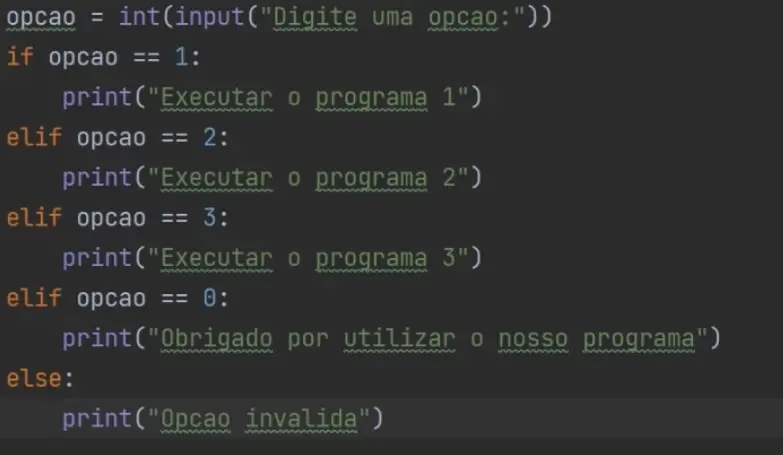 opcao = int(input("Digite uma opcao:"))
if opcao == 1:
    print("Executar o programa 1")
elif opcao == 2:
    print("Executar o programa 2")
elif opcao == 3:
    print("Executar o programa 3")
elif opcao == 0:
    print("Obrigado por utilizar o nosso programa")
else:
    print("Opcao invalida")